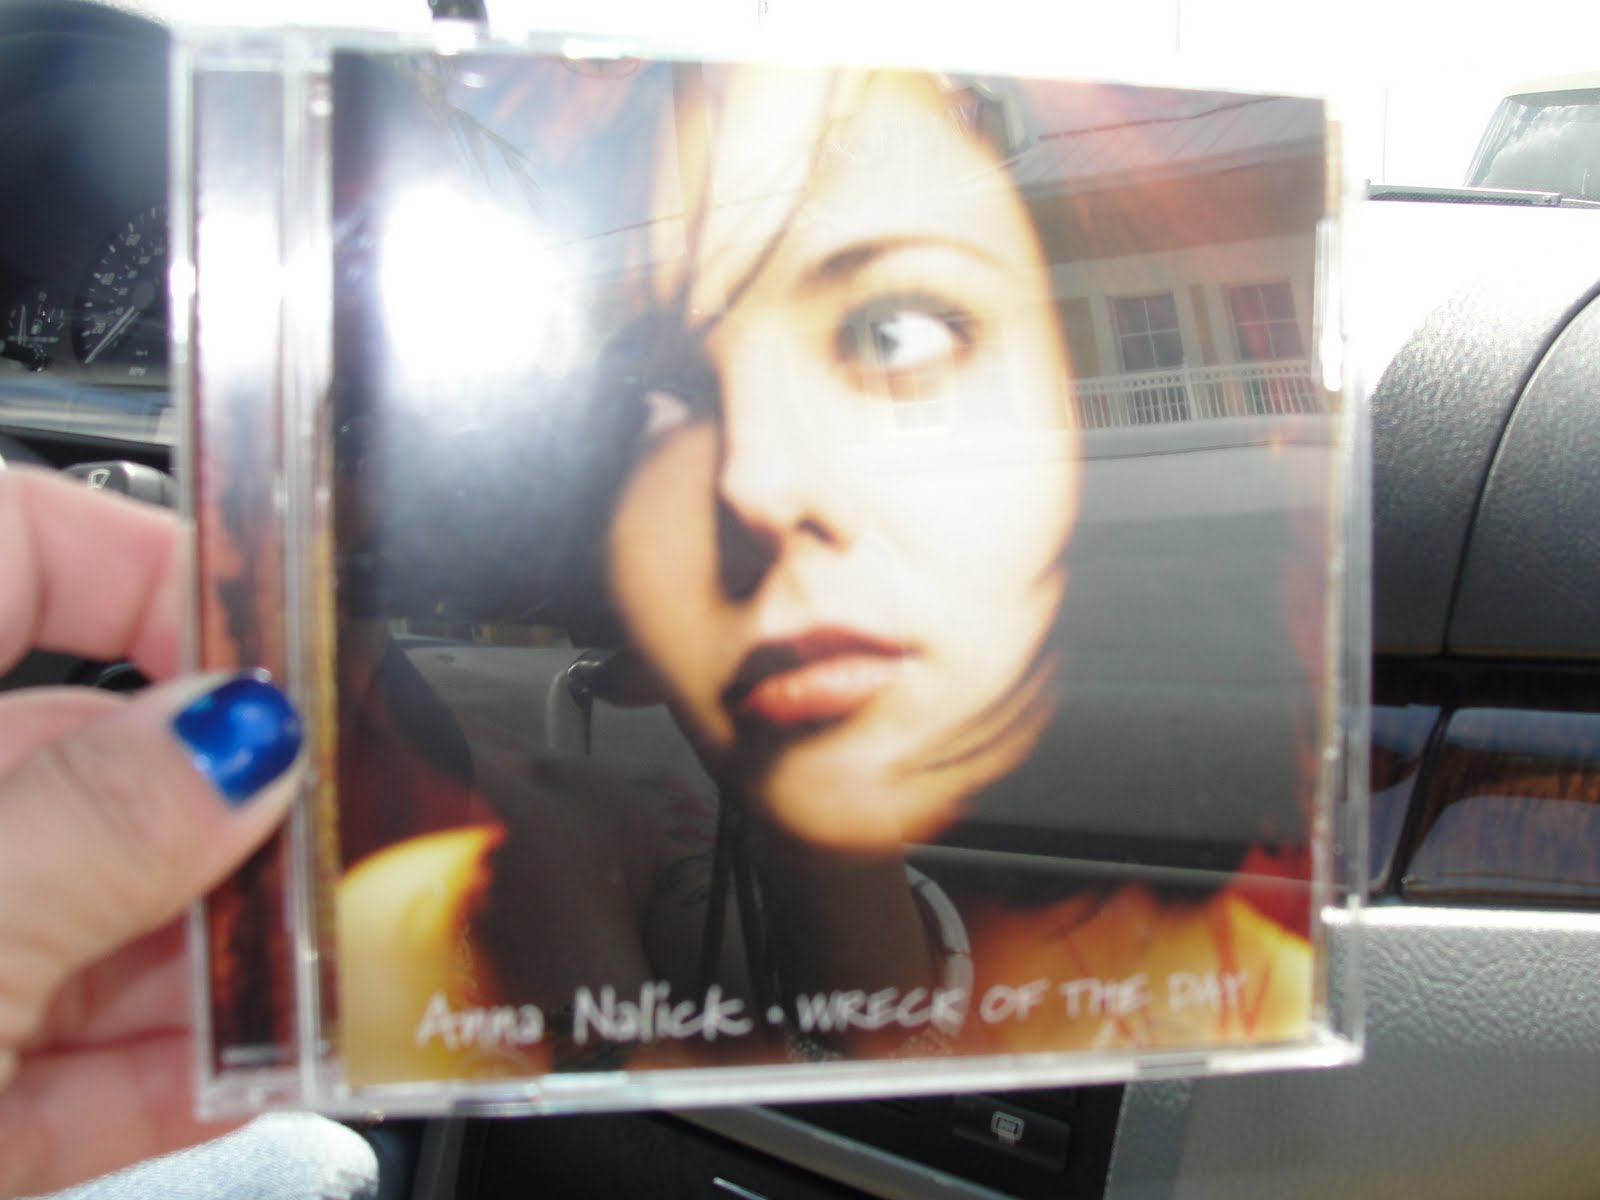 Anna Nalick • WRECK OF THE DAY